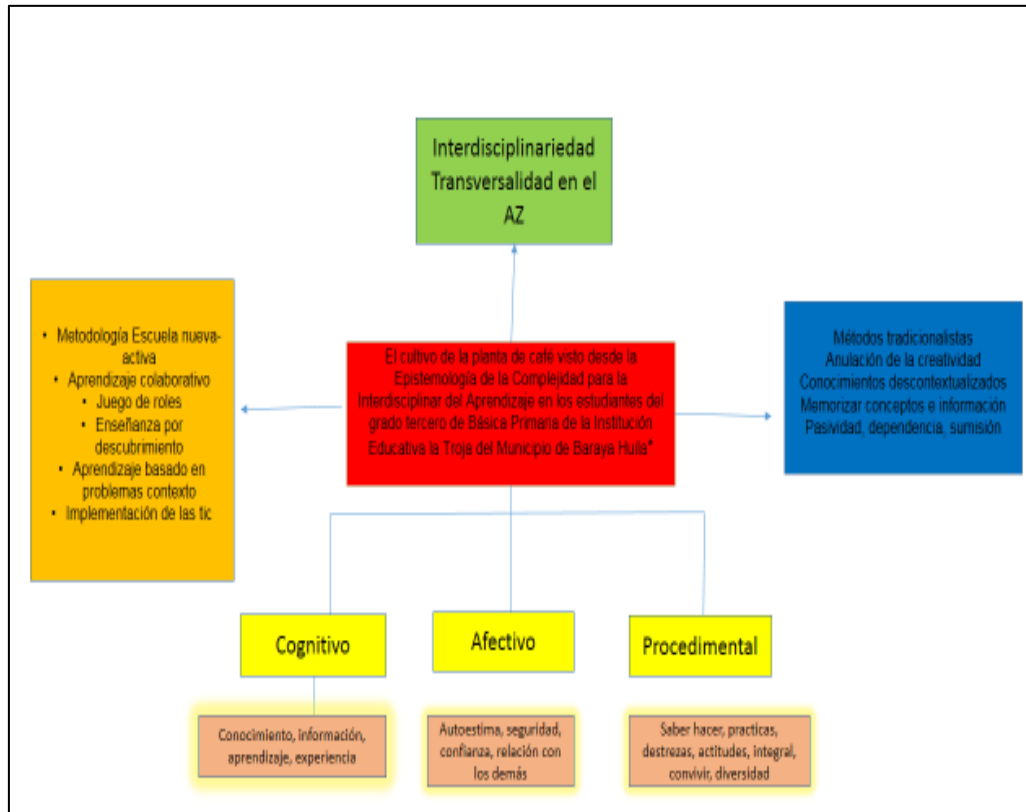 Interdisciplinariedad
Transversalidad en el
AZ
• Metodología Escuela nueva-
activa
• Aprendizaje colaborativo
• Juego de roles
• Enseñanza por
descubrimiento
• Aprendizaje basado en
problemas contexto
• Implementación de las tic
El cultivo de la planta de café visto desde la
Epistemología de la Complejidad para la
Interdisciplinar del Aprendizaje en los estudiantes del
grado tercero de Básica Primaria de la Institución
Educativa la Troja del Municipio de Baraya Huila*
Métodos tradicionalistas
Anulación de la creatividad
Conocimientos descontextualizados
Memorizar conceptos e información
Pasividad, dependencia, sumisión
Cognitivo
Afectivo
Procedimental
Conocimiento, información,
aprendizaje, experiencia
Autoestima, seguridad,
confianza, relación con
los demás
Saber hacer, practicas,
destrezas, actitudes, integral,
convivir, diversidad